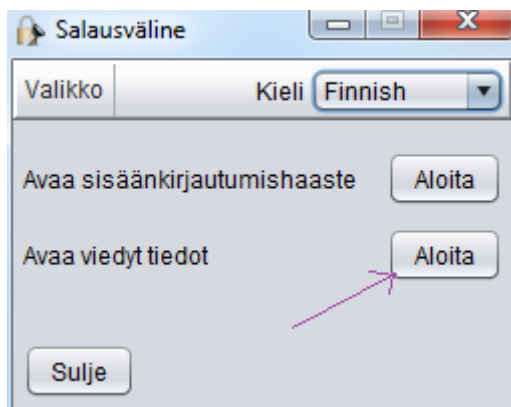 Salausväline
Valikko Kieli Finnish
Avaa sisäänkirjautumishaaste Aloita
Avaa viedyt tiedot Aloita
Sulje